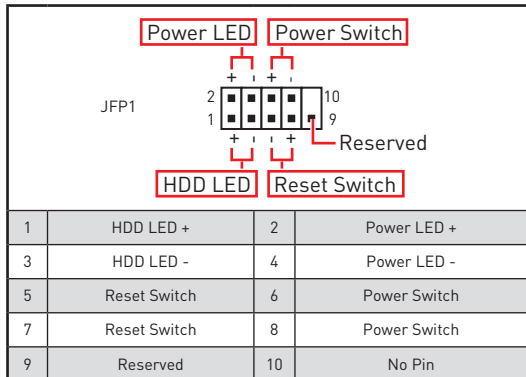 Power LED Power Switch
+ - + -
JFP1
2 10
1 9
+ - - +
Reserved
HDD LED Reset Switch
1 HDD LED + 2 Power LED +
3 HDD LED - 4 Power LED -
5 Reset Switch 6 Power Switch
7 Reset Switch 8 Power Switch
9 Reserved 10 No Pin